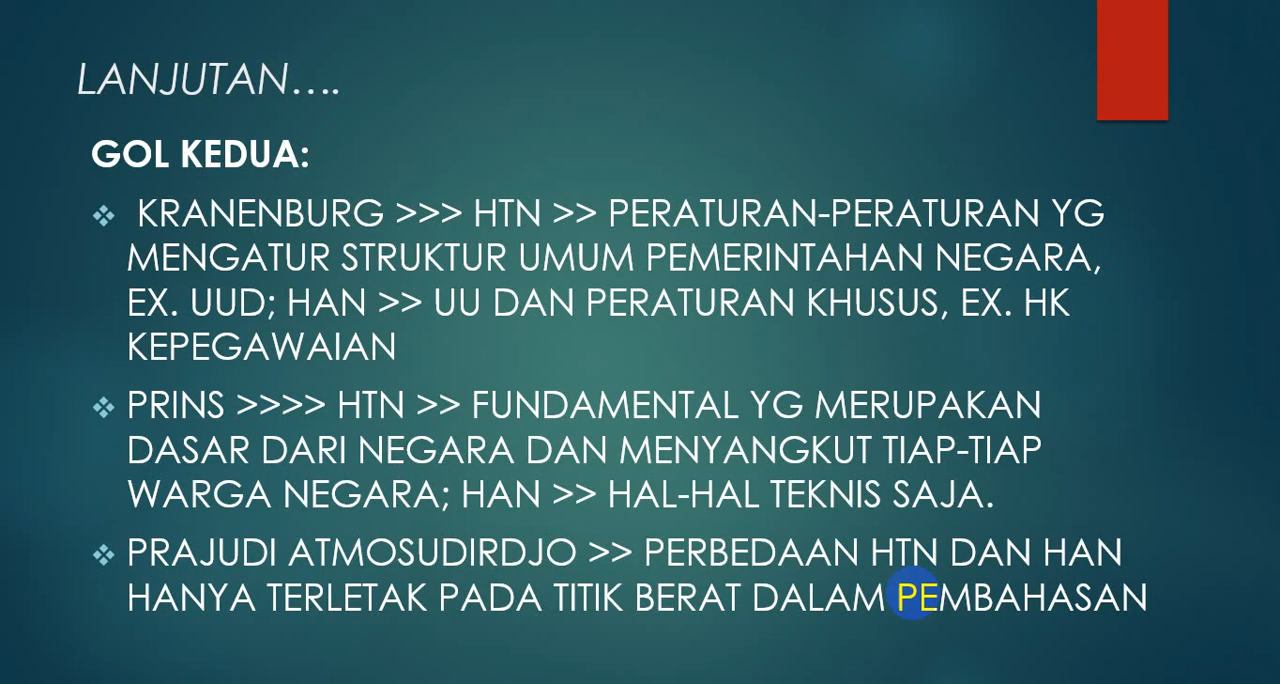 LANJUTAN….
GOL KEDUA:
❖ KRANENBURG >>> HTN >> PERATURAN-PERATURAN YG
MENGATUR STRUKTUR UMUM PEMERINTAHAN NEGARA,
EX. UUD; HAN >> UU DAN PERATURAN KHUSUS, EX. HK
KEPEGAWAIAN
❖ PRINS >>>> HTN >> FUNDAMENTAL YG MERUPAKAN
DASAR DARI NEGARA DAN MENYANGKUT TIAP-TIAP
WARGA NEGARA; HAN >> HAL-HAL TEKNIS SAJA.
❖ PRAJUDI ATMOSUDIRDJO >> PERBEDAAN HTN DAN HAN
HANYA TERLETAK PADA TITIK BERAT DALAM PEMBAHASAN